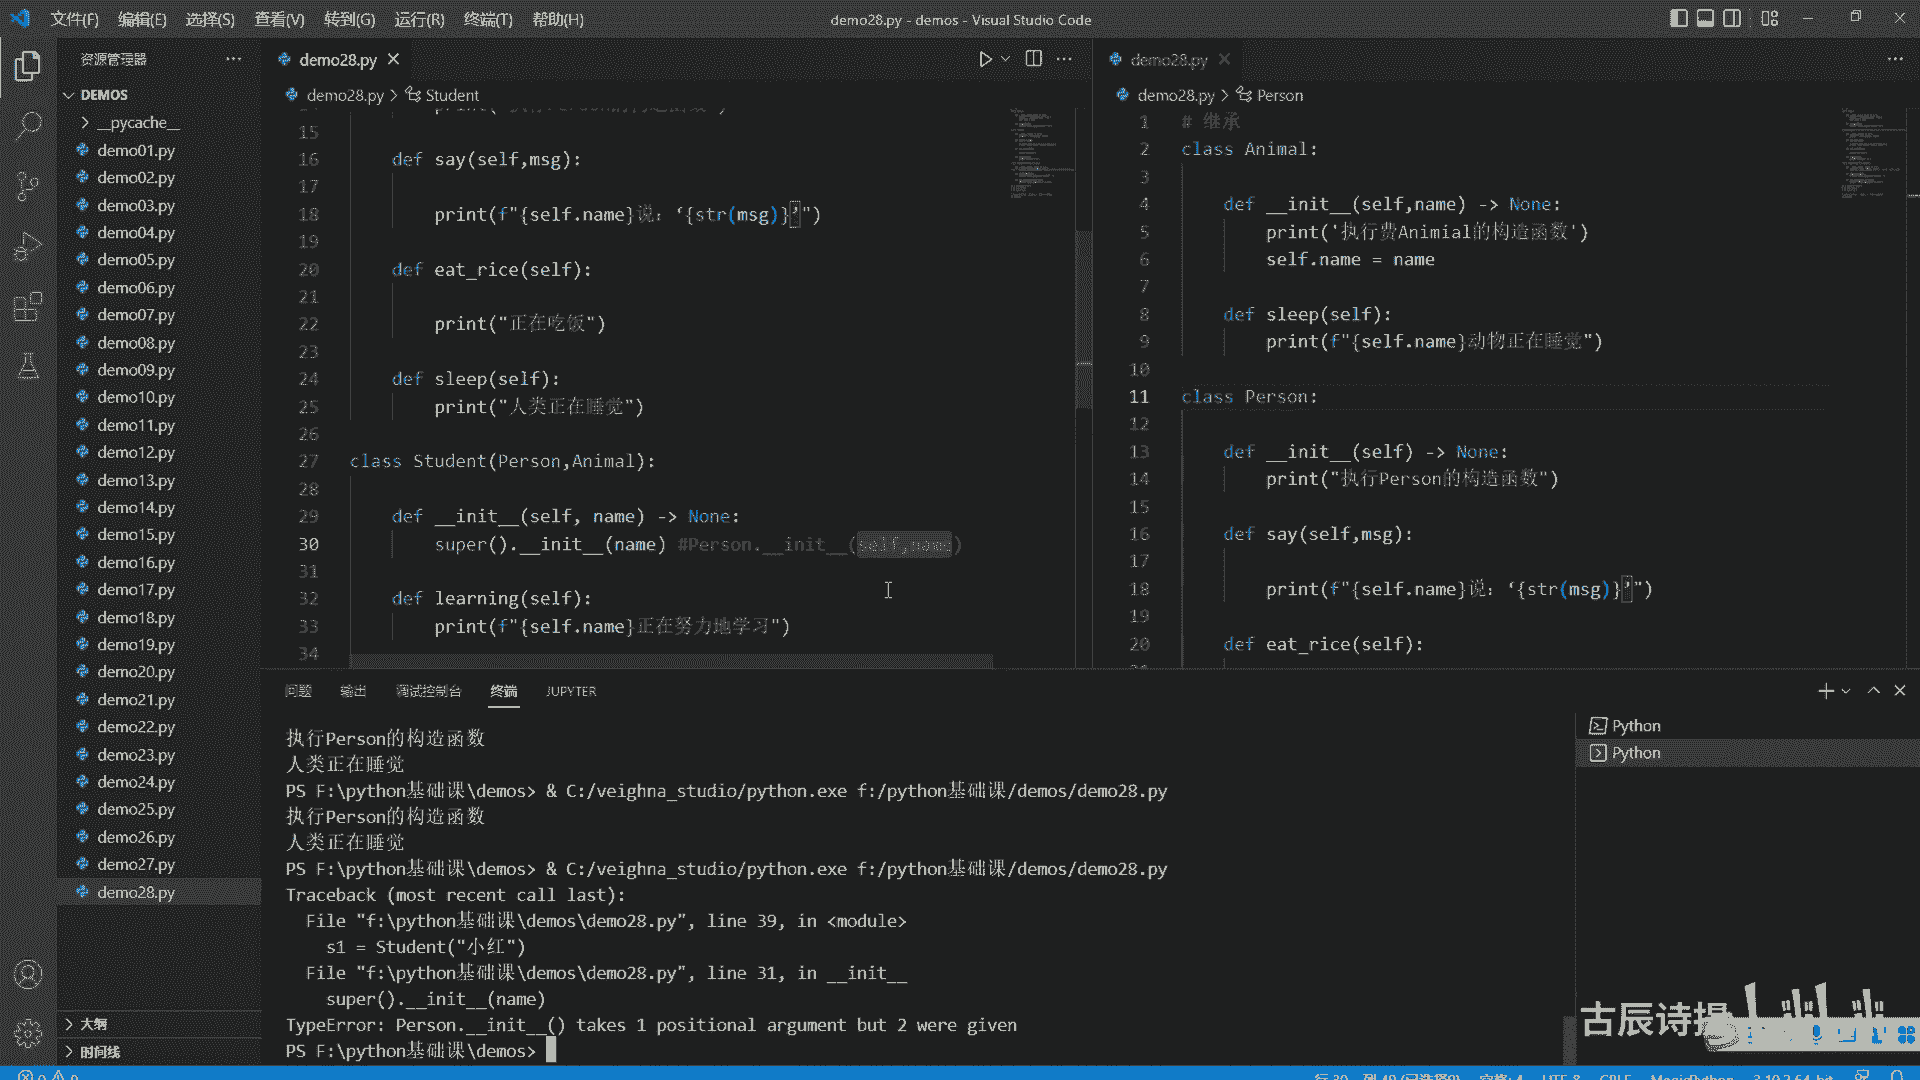 文件(F) 编辑(E) 选择(S) 查看(V) 转到(G) 运行(R) 终端(T) 帮助(H)
demo28.py - demos - Visual Studio Code
资源管理器
DEMOS
__pycache__
demo01.py
demo02.py
demo03.py
demo04.py
demo05.py
demo06.py
demo07.py
demo08.py
demo09.py
demo10.py
demo11.py
demo12.py
demo13.py
demo14.py
demo15.py
demo16.py
demo17.py
demo18.py
demo19.py
demo20.py
demo21.py
demo22.py
demo23.py
demo24.py
demo25.py
demo26.py
demo27.py
demo28.py
大纲
时间线
demo28.py
demo28.py > Student
15
16 def say(self,msg):
17
18 print(f"{self.name}说：‘{str(msg)}’")
19
20 def eat_rice(self):
21
22 print("正在吃饭")
23
24 def sleep(self):
25 print("人类正在睡觉")
26
27 class Student(Person,Animal):
28
29 def __init__(self, name) -> None:
30 super().__init__(name) #Person.__init__(self,name)
31
32 def learning(self):
33 print(f"{self.name}正在努力地学习")
34
demo28.py
demo28.py > Person
1 # 继承
2 class Animal:
3
4 def __init__(self,name) -> None:
5 print('执行费Animial的构造函数')
6 self.name = name
7
8 def sleep(self):
9 print(f"{self.name}动物正在睡觉")
10
11 class Person:
12
13 def __init__(self) -> None:
14 print("执行Person的构造函数")
15
16 def say(self,msg):
17
18 print(f"{self.name}说：‘{str(msg)}’")
19
20 def eat_rice(self):
问题 输出 调试控制台 终端 JUPYTER
执行Person的构造函数
人类正在睡觉
PS F:\python基础课\demos> & C:/veighna_studio/python.exe f:/python基础课/demos/demo28.py
执行Person的构造函数
人类正在睡觉
PS F:\python基础课\demos> & C:/veighna_studio/python.exe f:/python基础课/demos/demo28.py
Traceback (most recent call last):
File "f:\python基础课\demos\demo28.py", line 39, in <module>
s1 = Student("小红")
File "f:\python基础课\demos\demo28.py", line 31, in __init__
super().__init__(name)
TypeError: Person.__init__() takes 1 positional argument but 2 were given
PS F:\python基础课\demos>
Python
Python
古辰诗